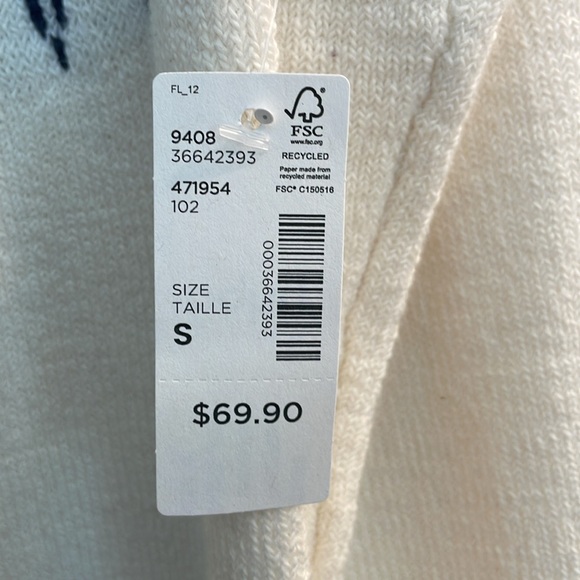 FL_12
FSC
www.fsc.org
9408
36642393
RECYCLED
Paper made from
recycled material
FSC® C150516
471954
102
00036642393
SIZE
TAILLE
S
$69.90